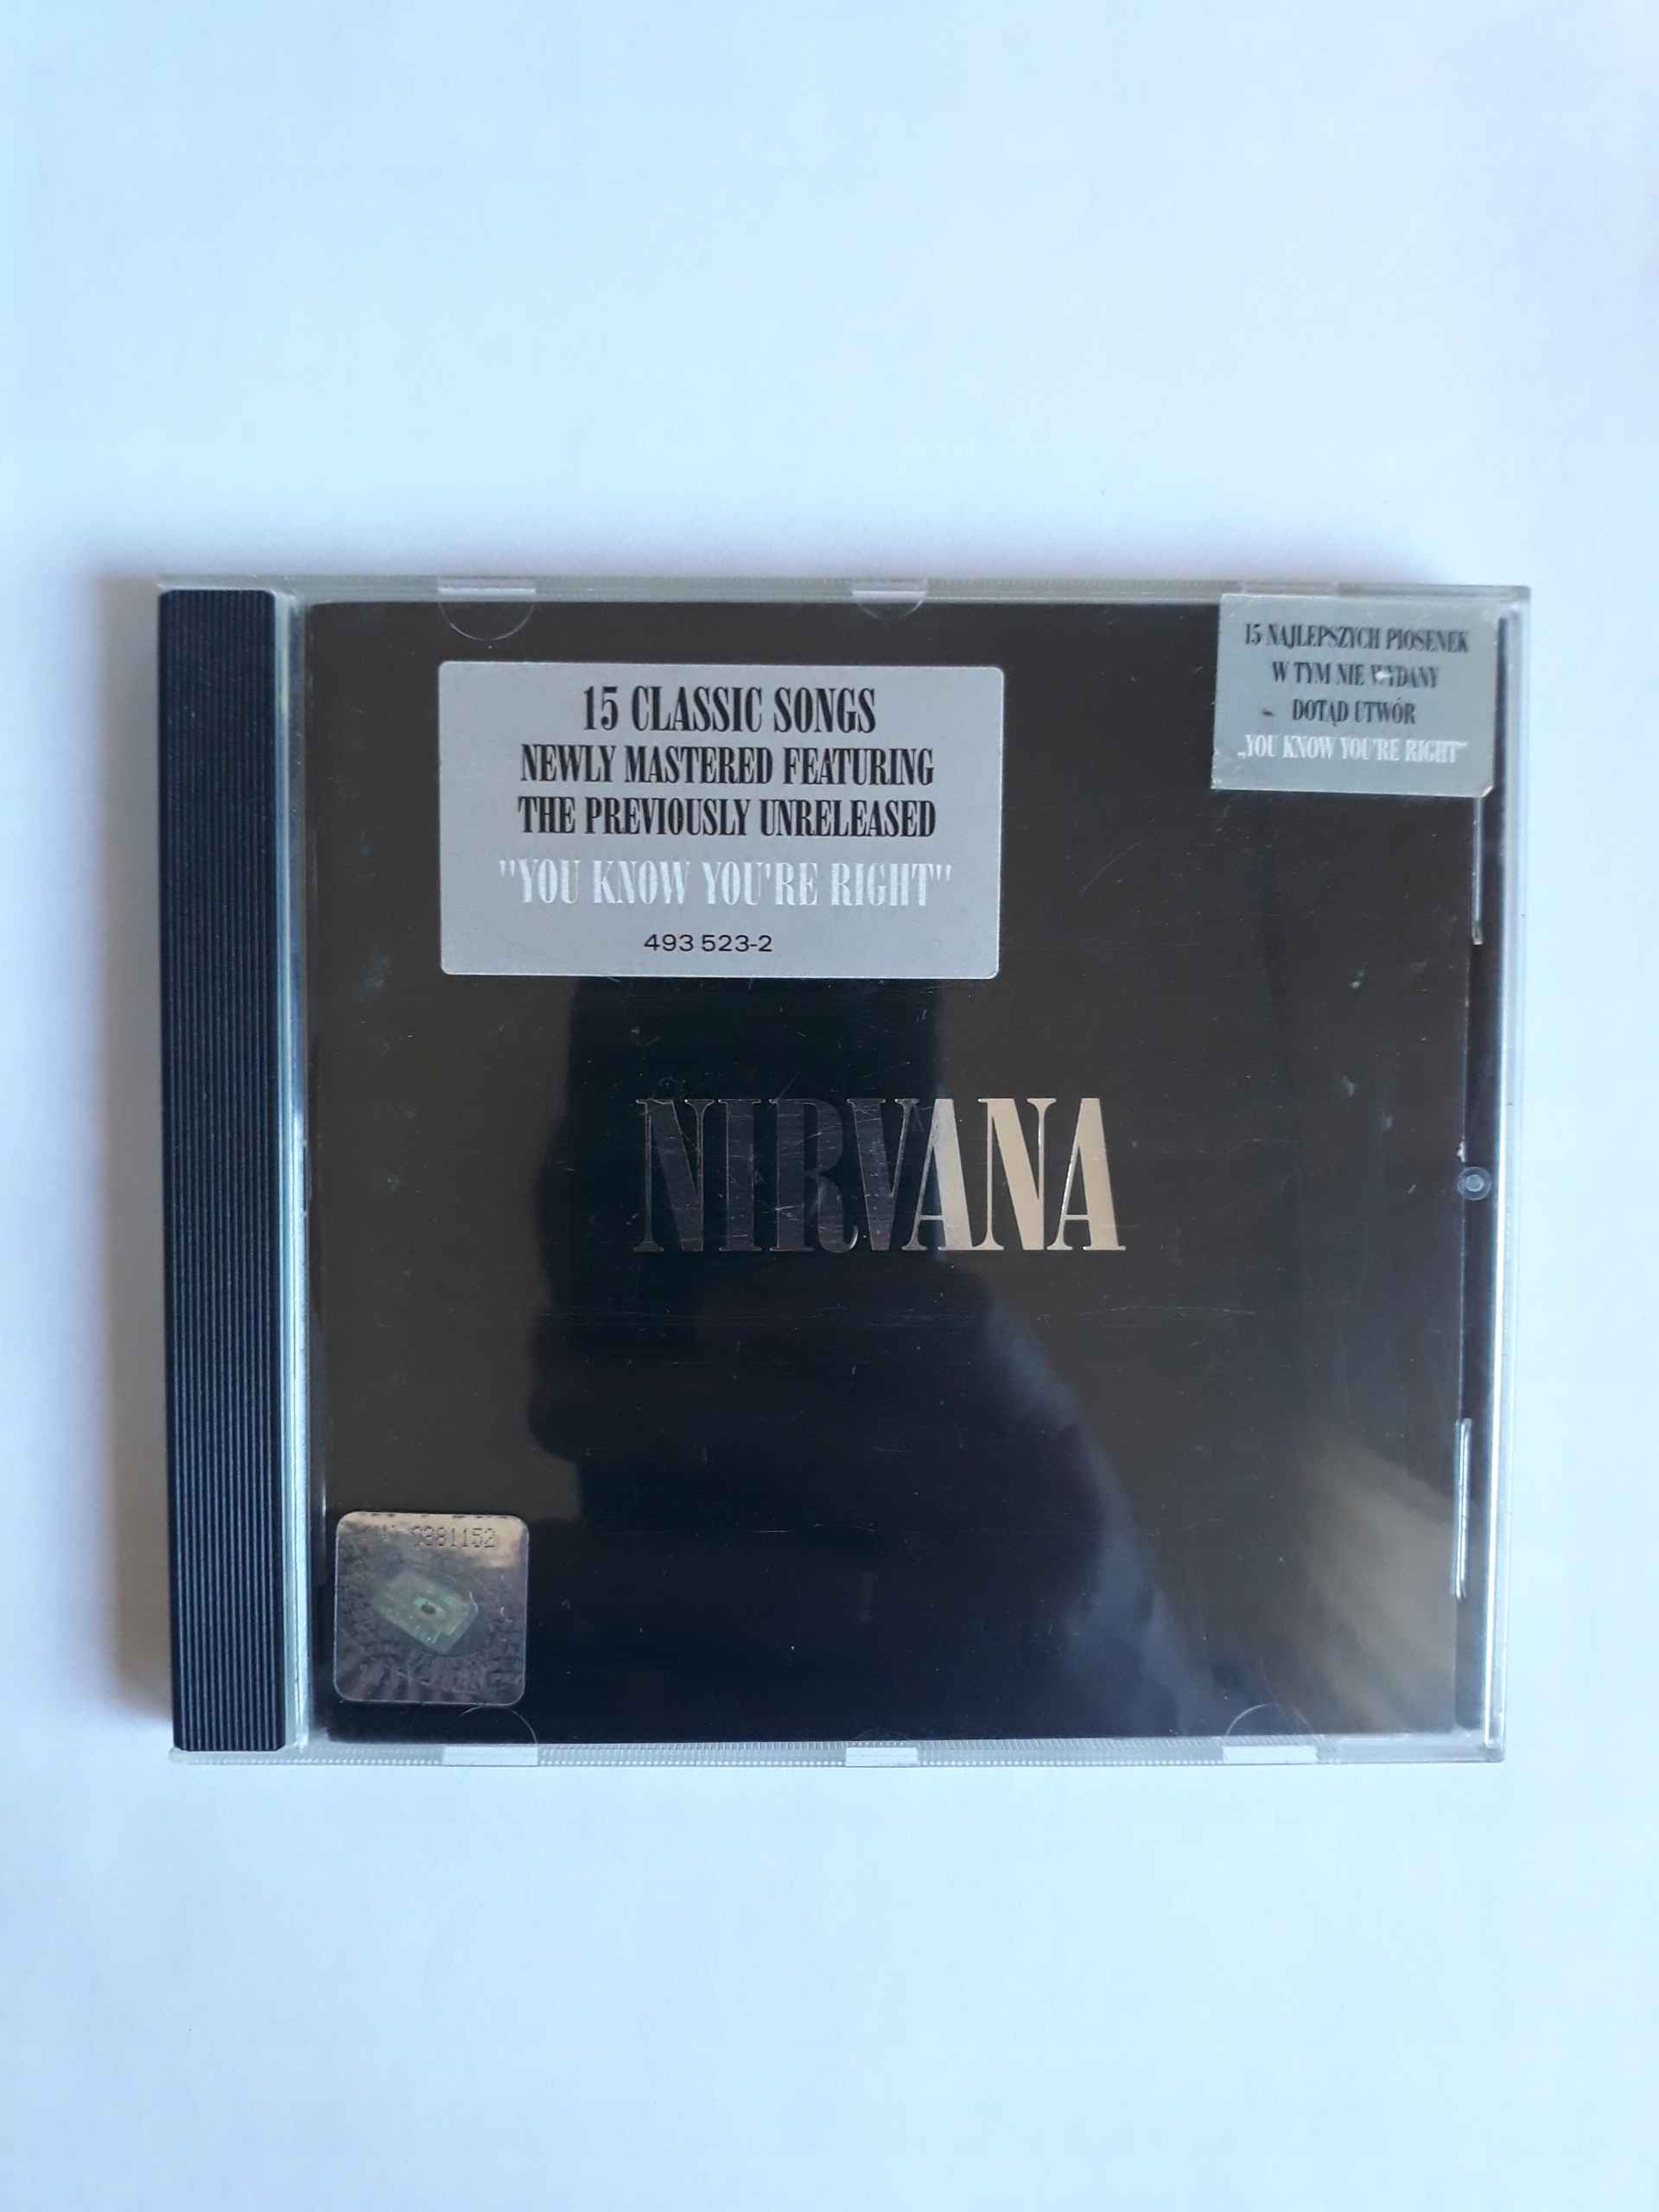 15 CLASSIC SONGS
NEWLY MASTERED FEATURING
THE PREVIOUSLY UNRELEASED
"YOU KNOW YOU'RE RIGHT"
493 523-2
15 NAJLEPSZYCH PIOSENEK
W TYM NIE WYDANY
DOTĄD UTWÓR
„YOU KNOW YOU'RE RIGHT”
NIRVANA
0981152